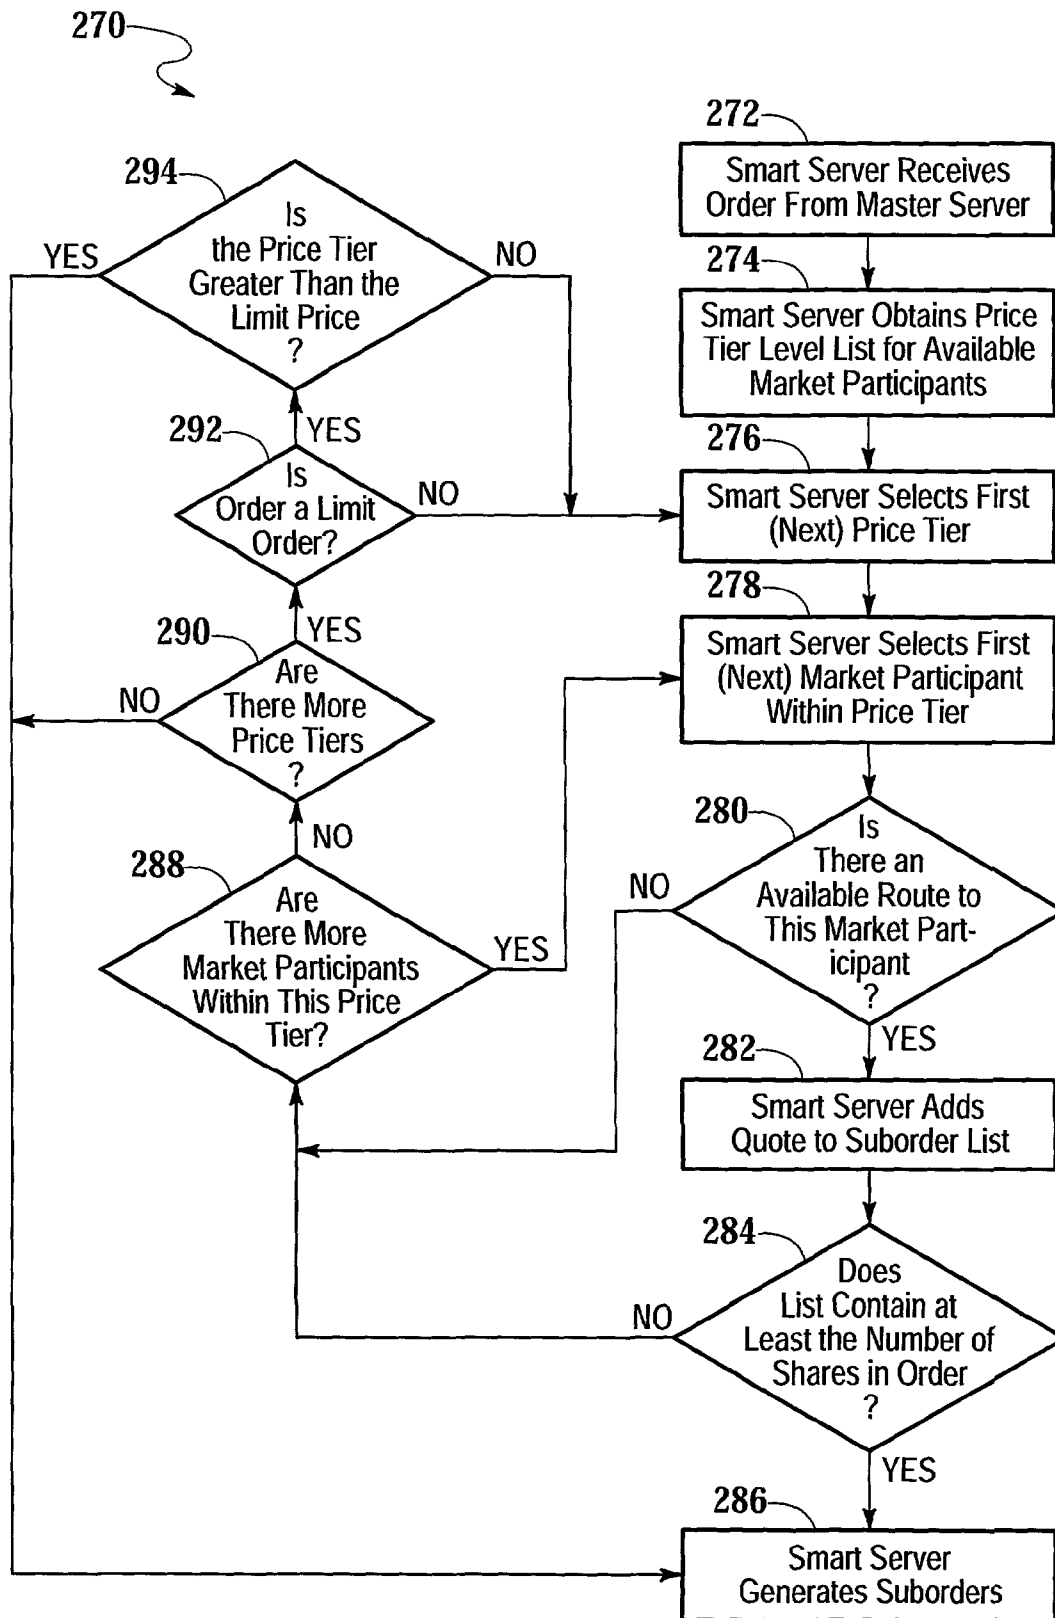 270
272
Smart Server Receives
Order From Master Server
274
Smart Server Obtains Price
Tier Level List for Available
Market Participants
276
Smart Server Selects First
(Next) Price Tier
278
Smart Server Selects First
(Next) Market Participant
Within Price Tier
280
Is
There an
Available Route to
This Market Part-
icipant
?
NO
YES
282
Smart Server Adds
Quote to Suborder List
284
Does
List Contain at
Least the Number of
Shares in Order
?
NO
YES
286
Smart Server
Generates Suborders
288
Are
There More
Market Participants
Within This Price
Tier?
YES
NO
290
Are
There More
Price Tiers
?
NO
YES
292
Is
Order a Limit
Order?
NO
YES
294
Is
the Price Tier
Greater Than the
Limit Price
?
YES
NO